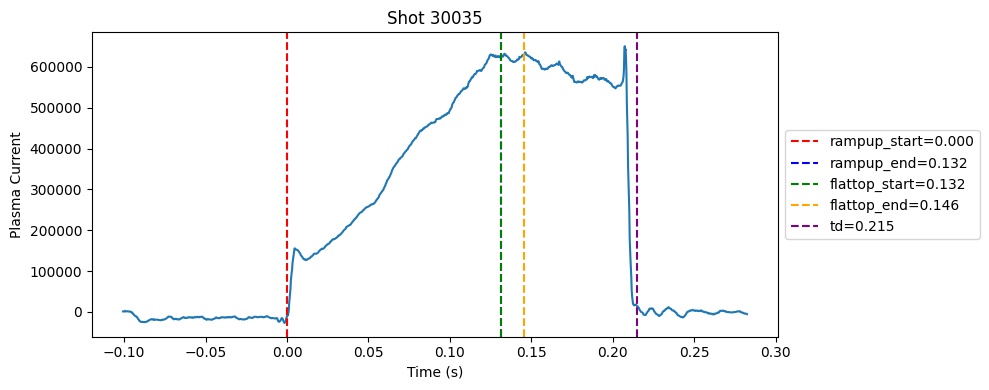 Shot 30035
Plasma Current
600000
500000
400000
300000
200000
100000
0
−0.10
−0.05
0.00
0.05
0.10
0.15
0.20
0.25
0.30
Time (s)
rampup_start=0.000
rampup_end=0.132
flattop_start=0.132
flattop_end=0.146
td=0.215